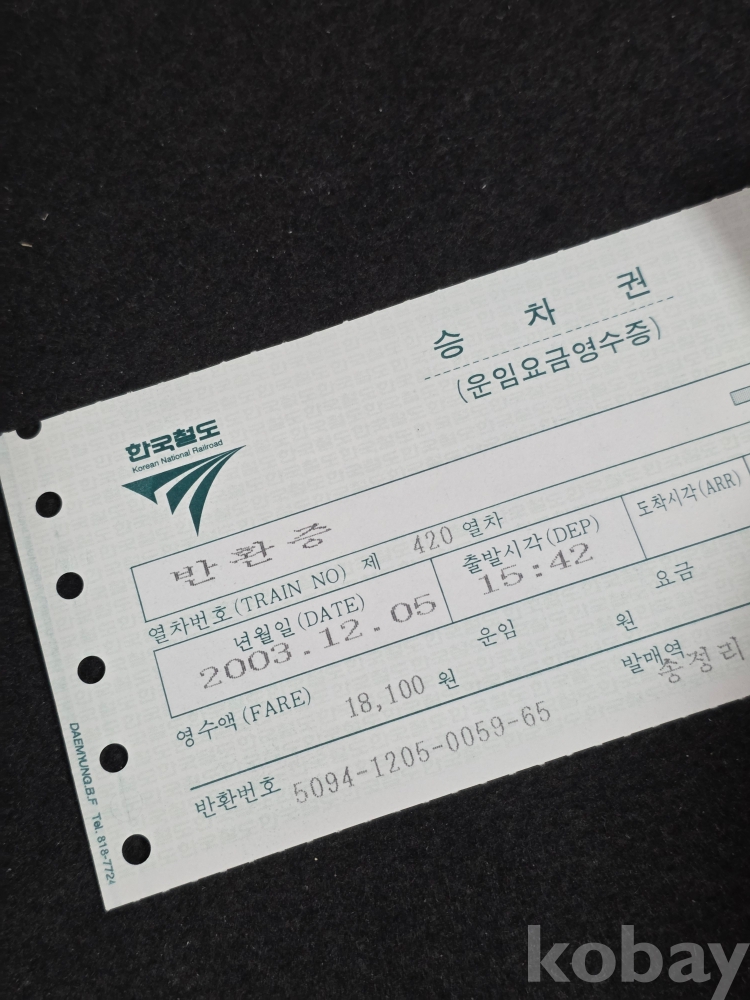 승 차 권
(운임요금영수증)
한국철도
Korean National Railroad
반 환 증
열차번호(TRAIN NO) 제 420 열차
년월일(DATE) 출발시각(DEP) 도착시각(ARR)
2003.12.05 15:42
운임 원 요금
영수액(FARE) 18,100 원 발매역 송정리
반환번호 5094-1205-0059-65
DAEMYUNG.B.F Tel. 818-7724
kobay